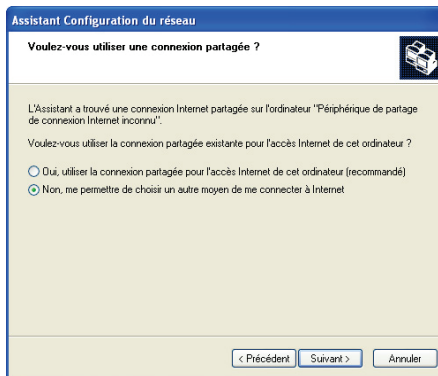 Assistant Configuration du réseau
Voulez-vous utiliser une connexion partagée ?
L'Assistant a trouvé une connexion Internet partagée sur l'ordinateur "Périphérique de partage
de connexion Internet inconnu".
Voulez-vous utiliser la connexion partagée existante pour l'accès Internet de cet ordinateur ?
Oui, utiliser la connexion partagée pour l'accès Internet de cet ordinateur (recommandé)
Non, me permettre de choisir un autre moyen de me connecter à Internet
< Précédent Suivant > Annuler